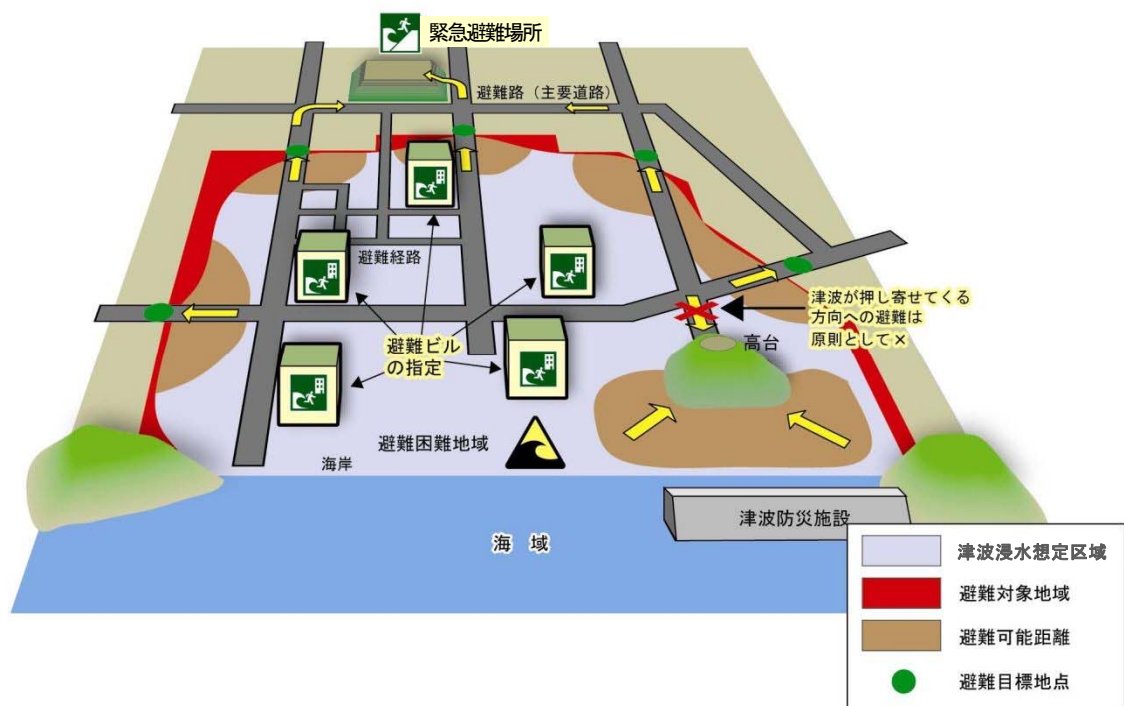 緊急避難場所
避難路（主要道路）
避難経路
津波が押し寄せてくる
方向への避難は
原則として×
避難ビル
の指定
高台
避難困難地域
海岸
津波防災施設
海 域
津波浸水想定区域
避難対象地域
避難可能距離
避難目標地点